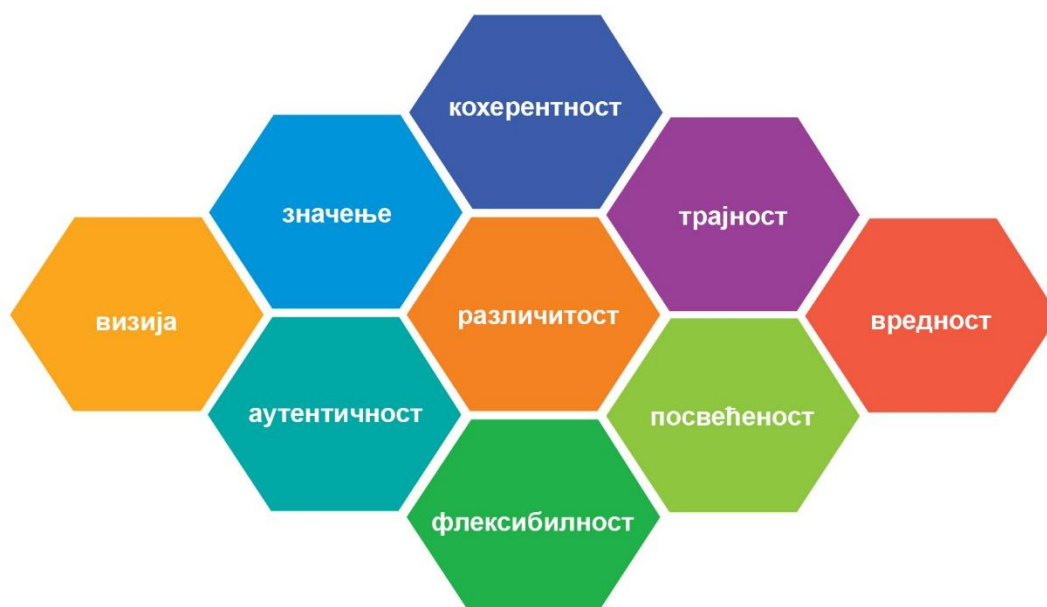 кохерентност
значење
трајност
визија
различитост
вредност
аутентичност
посвећеност
флексибилност